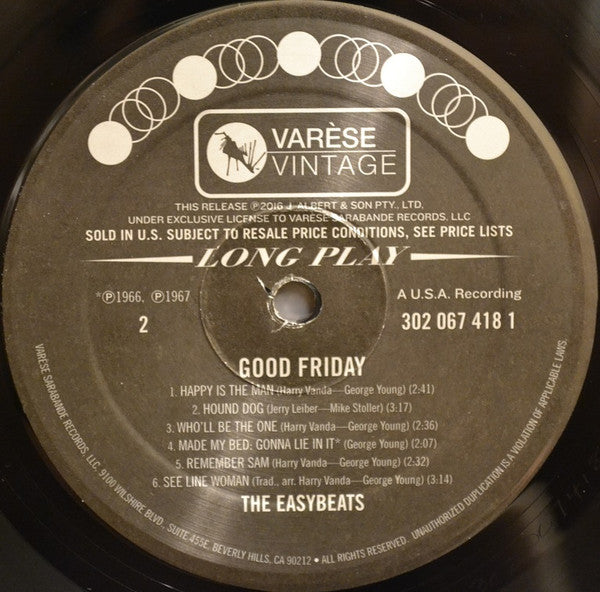 VARÈSE
VINTAGE
THIS RELEASE ℗2016 J. ALBERT & SON PTY., LTD.
UNDER EXCLUSIVE LICENSE TO VARÈSE SARABANDE RECORDS, LLC
SOLD IN U.S. SUBJECT TO RESALE PRICE CONDITIONS, SEE PRICE LISTS
LONG PLAY
*℗1966, ℗1967
A U.S.A. Recording
2
302 067 418 1
GOOD FRIDAY
1. HAPPY IS THE MAN (Harry Vanda—George Young) (2:41)
2. HOUND DOG (Jerry Leiber—Mike Stoller) (3:17)
3. WHO'LL BE THE ONE (Harry Vanda—George Young) (2:36)
4. MADE MY BED: GONNA LIE IN IT* (George Young) (2:07)
5. REMEMBER SAM (Harry Vanda—George Young) (2:32)
6. SEE LINE WOMAN (Trad., arr. Harry Vanda—George Young) (3:14)
THE EASYBEATS
VARÈSE SARABANDE RECORDS, LLC, 9100 WILSHIRE BLVD., SUITE 455E, BEVERLY HILLS, CA 90212 • ALL RIGHTS RESERVED. UNAUTHORIZED DUPLICATION IS A VIOLATION OF APPLICABLE LAWS.